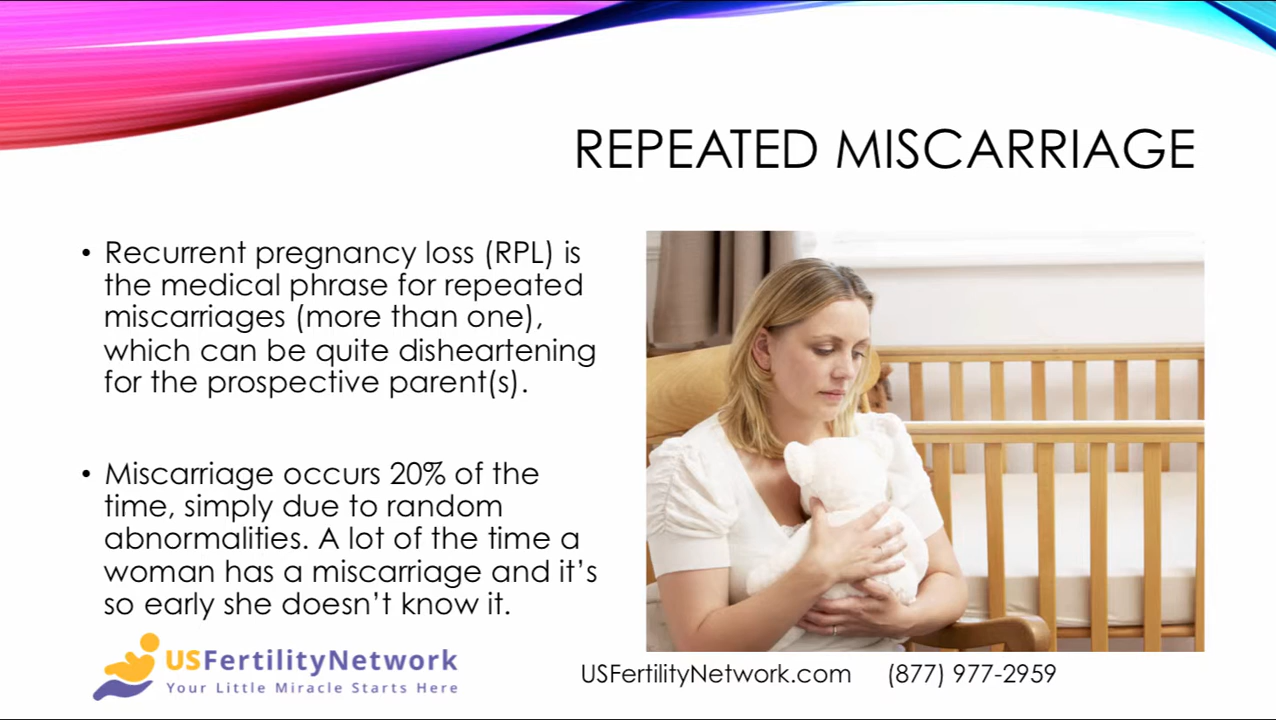 REPEATED MISCARRIAGE
• Recurrent pregnancy loss (RPL) is
the medical phrase for repeated
miscarriages (more than one),
which can be quite disheartening
for the prospective parent(s).
• Miscarriage occurs 20% of the
time, simply due to random
abnormalities. A lot of the time a
woman has a miscarriage and it’s
so early she doesn’t know it.
USFertilityNetwork
Your Little Miracle Starts Here
USFertilityNetwork.com (877) 977-2959